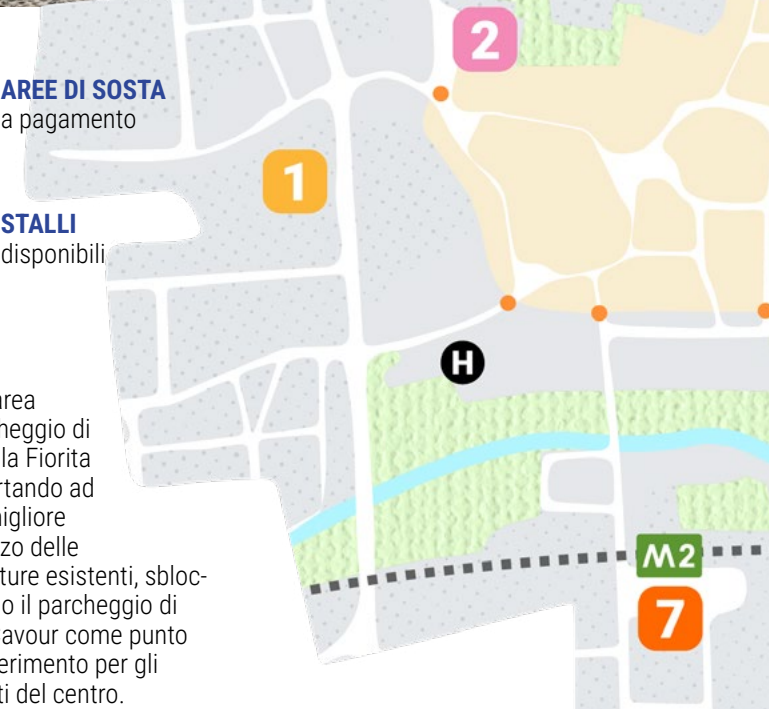 AREE DI SOSTA
a pagamento
STALLI
disponibili
area
heggio di
la Fiorita
rtando ad
nigliore
zo delle
ture esistenti, sbloc-
o il parcheggio di
avour come punto
erimento per gli
ti del centro.
2
1
H
M2
7